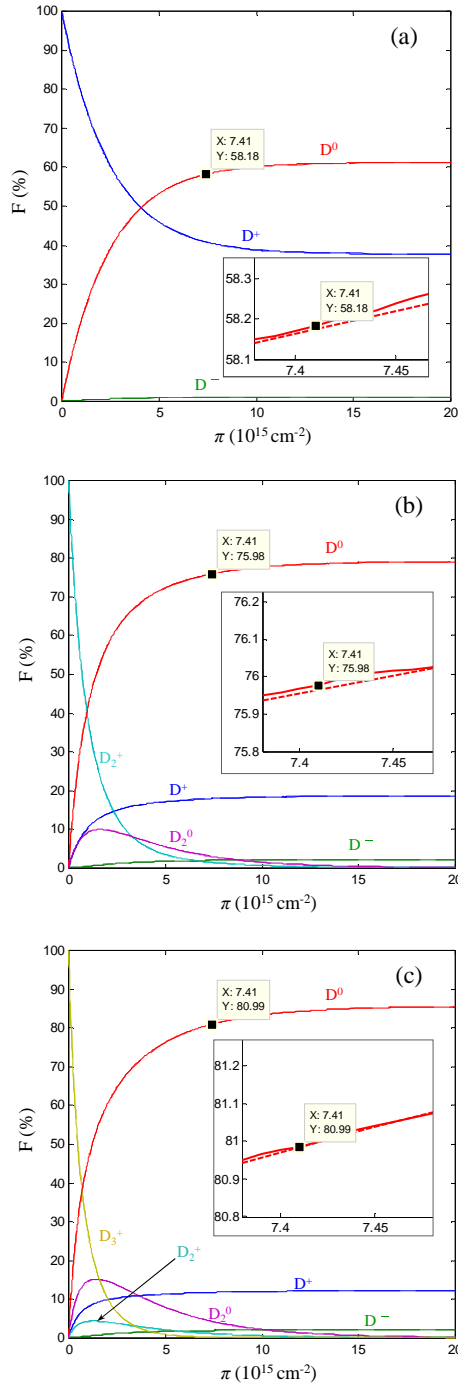 (a)
100
90
80
70
60
50
40
30
20
10
0
F (%)
X: 7.41
Y: 58.18
D⁰
D⁺
D⁻
58.3
58.2
58.1
X: 7.41
Y: 58.18
7.4
7.45
0
5
10
15
20
π (10¹⁵ cm⁻²)
(b)
100
90
80
70
60
50
40
30
20
10
0
F (%)
X: 7.41
Y: 75.98
D⁰
76.2
76.1
76
75.9
75.8
X: 7.41
Y: 75.98
7.4
7.45
D₂⁺
D⁺
D₂⁰
D⁻
0
5
10
15
20
π (10¹⁵ cm⁻²)
(c)
100
90
80
70
60
50
40
30
20
10
0
F (%)
X: 7.41
Y: 80.99
D⁰
81.2
81.1
81
80.9
80.8
X: 7.41
Y: 80.99
7.4
7.45
D₃⁺
D₂⁺
D⁺
D₂⁰
D⁻
0
5
10
15
20
π (10¹⁵ cm⁻²)